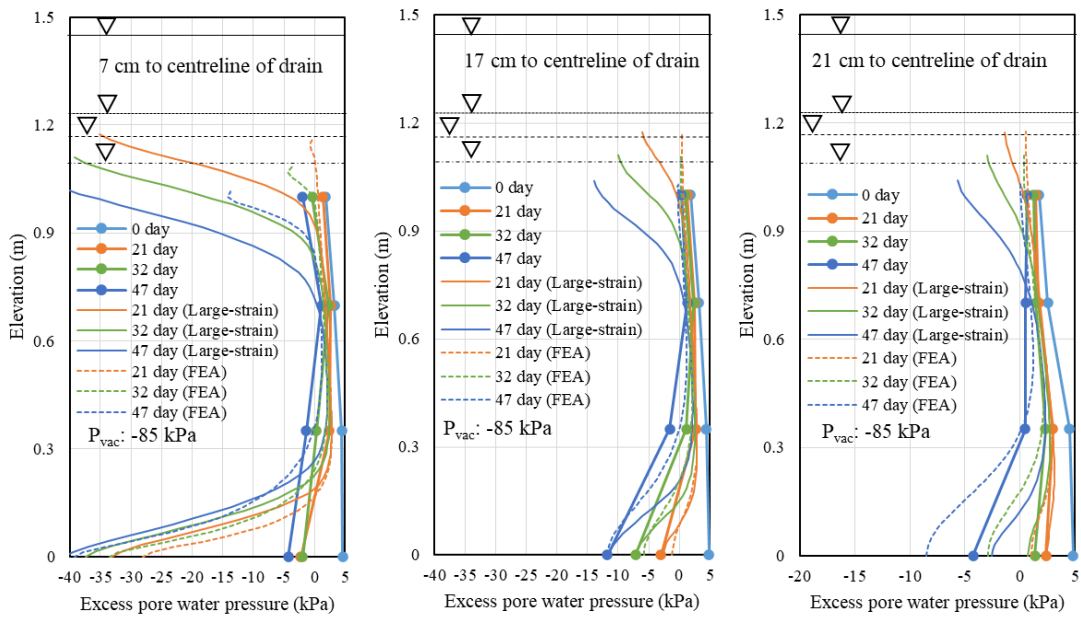 1.5
1.2
0.9
0.6
0.3
0
Elevation (m)
7 cm to centreline of drain
0 day
21 day
32 day
47 day
21 day (Large-strain)
32 day (Large-strain)
47 day (Large-strain)
21 day (FEA)
32 day (FEA)
47 day (FEA)
Pvac: -85 kPa
-40 -35 -30 -25 -20 -15 -10 -5 0 5
Excess pore water pressure (kPa)
1.5
1.2
0.9
0.6
0.3
0
Elevation (m)
17 cm to centreline of drain
0 day
21 day
32 day
47 day
21 day (Large-strain)
32 day (Large-strain)
47 day (Large-strain)
21 day (FEA)
32 day (FEA)
47 day (FEA)
Pvac: -85 kPa
-40 -35 -30 -25 -20 -15 -10 -5 0 5
Excess pore water pressure (kPa)
1.5
1.2
0.9
0.6
0.3
0
Elevation (m)
21 cm to centreline of drain
0 day
21 day
32 day
47 day
21 day (Large-strain)
32 day (Large-strain)
47 day (Large-strain)
21 day (FEA)
32 day (FEA)
47 day (FEA)
Pvac: -85 kPa
-20 -15 -10 -5 0 5
Excess pore water pressure (kPa)